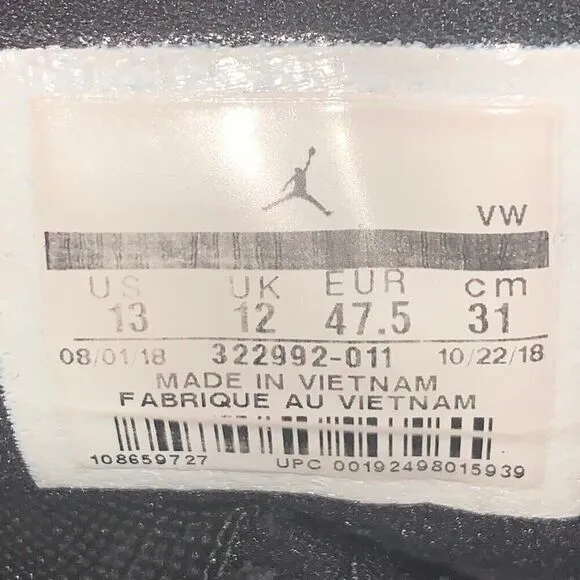 VW
US UK EUR cm
13 12 47.5 31
08/01/18 322992-011 10/22/18
MADE IN VIETNAM
FABRIQUE AU VIETNAM
108659727 UPC 00192498015939